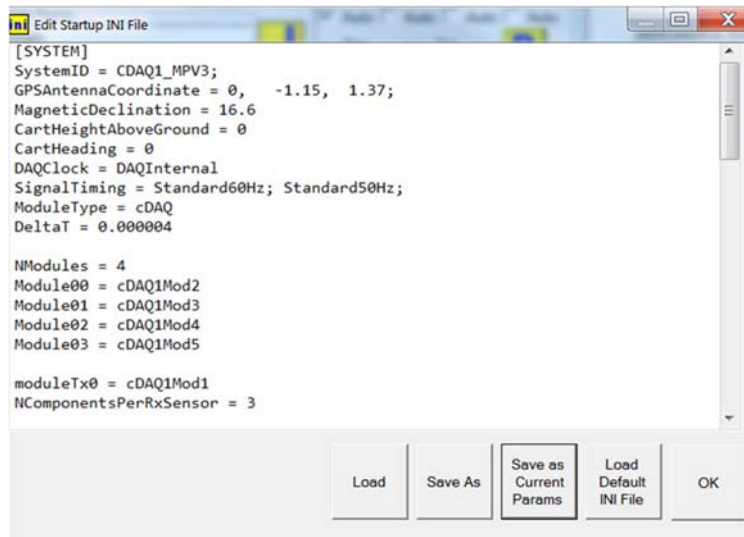 ini Edit Startup INI File
[SYSTEM]
SystemID = CDAQ1_MPV3;
GPSAntennaCoordinate = 0,   -1.15,  1.37;
MagneticDeclination = 16.6
CartHeightAboveGround = 0
CartHeading = 0
DAQClock = DAQInternal
SignalTiming = Standard60Hz; Standard50Hz;
ModuleType = cDAQ
DeltaT = 0.000004

NModules = 4
Module00 = cDAQ1Mod2
Module01 = cDAQ1Mod3
Module02 = cDAQ1Mod4
Module03 = cDAQ1Mod5

moduleTx0 = cDAQ1Mod1
NComponentsPerRxSensor = 3
Load
Save As
Save as
Current
Params
Load
Default
INI File
OK